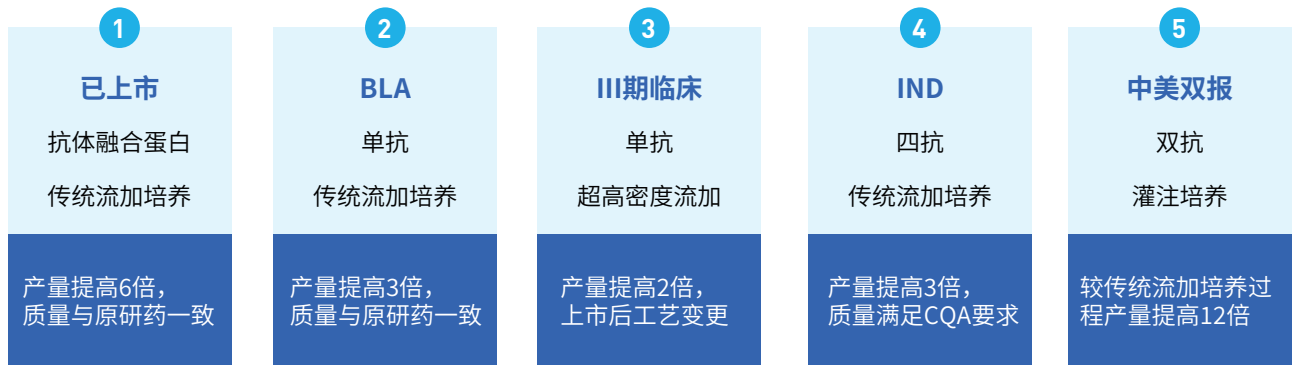 1
已上市
抗体融合蛋白
传统流加培养
产量提高6倍，
质量与原研药一致
2
BLA
单抗
传统流加培养
产量提高3倍，
质量与原研药一致
3
III期临床
单抗
超高密度流加
产量提高2倍，
上市后工艺变更
4
IND
四抗
传统流加培养
产量提高3倍，
质量满足CQA要求
5
中美双报
双抗
灌注培养
较传统流加培养过
程产量提高12倍